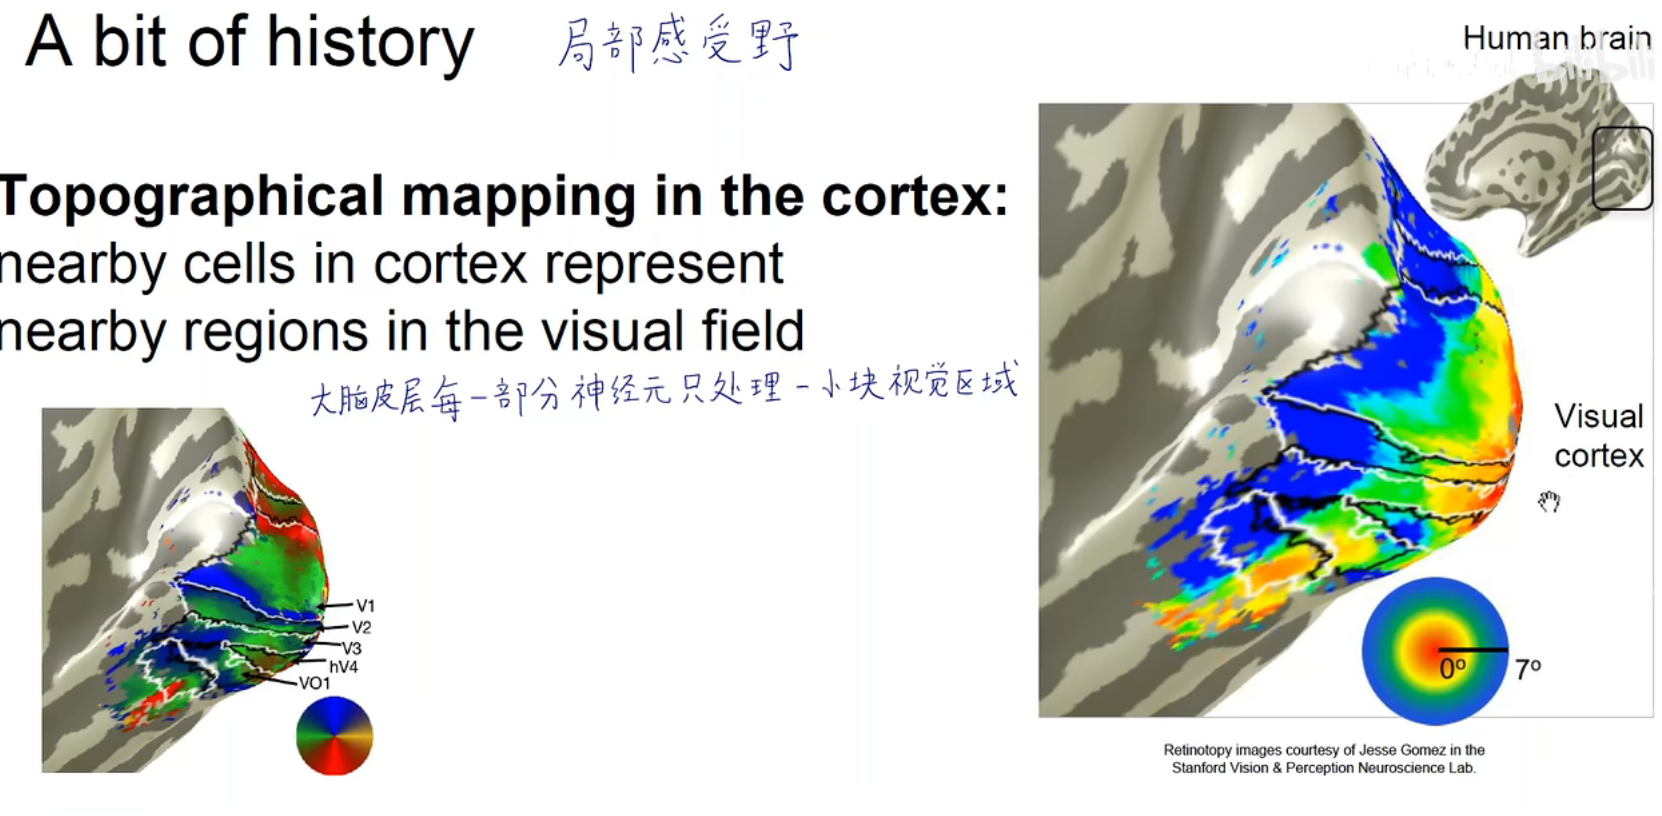 A bit of history 局部感受野
Human brain
bilibili
Topographical mapping in the cortex:
nearby cells in cortex represent
nearby regions in the visual field
大脑皮层每一部分神经元只处理一小块视觉区域
Visual
cortex
V1
V2
V3
hV4
VO1
0º 7º
Retinotopy images courtesy of Jesse Gomez in the
Stanford Vision & Perception Neuroscience Lab.